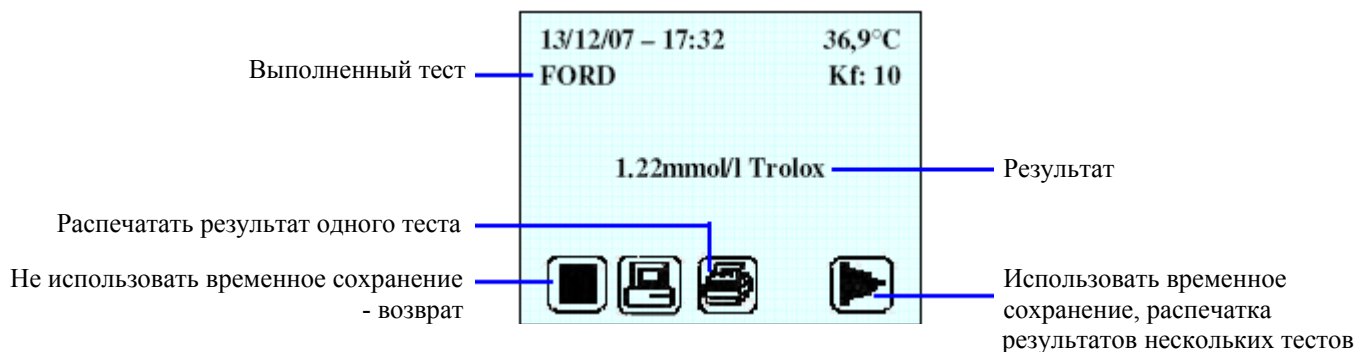 13/12/07 – 17:32 36,9°C
Выполненный тест
FORD Kf: 10
1.22mmol/l Trolox
Результат
Распечатать результат одного теста
Не использовать временное сохранение
- возврат
Использовать временное
сохранение, распечатка
результатов нескольких тестов